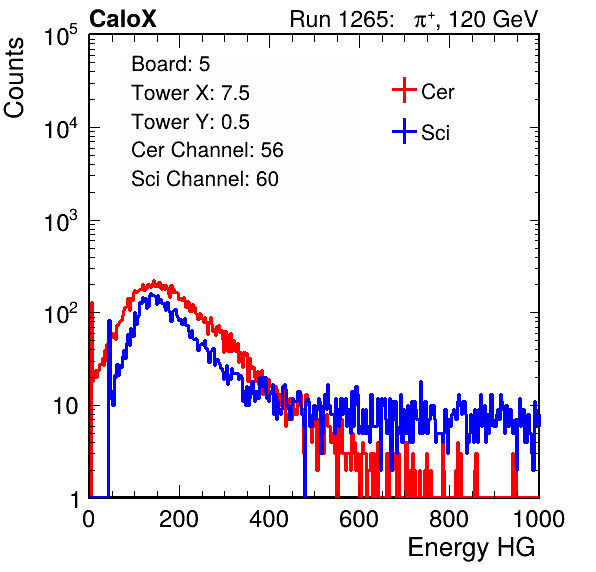 CaloX Run 1265: π⁺, 120 GeV
Counts
10⁵
10⁴
10³
10²
10
1
Board: 5
Tower X: 7.5
Tower Y: 0.5
Cer Channel: 56
Sci Channel: 60
Cer
Sci
0 200 400 600 800 1000
Energy HG